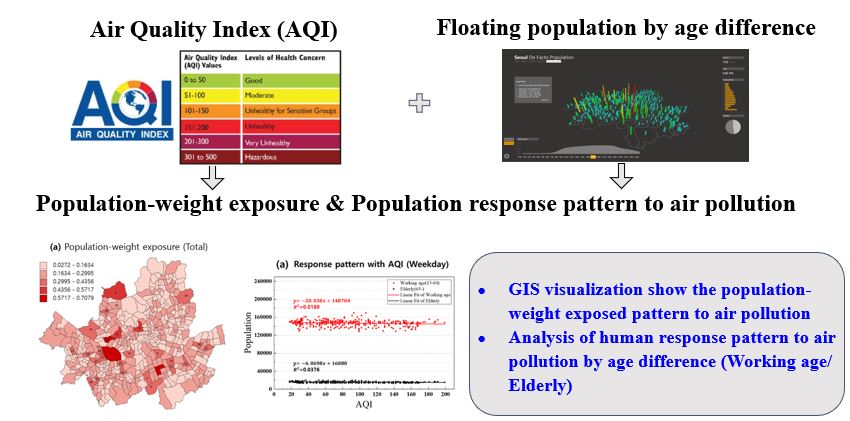 Air Quality Index (AQI)
Floating population by age difference
AQI
AIR QUALITY INDEX
Air Quality Index (AQI) Values
Levels of Health Concern
0 to 50 Good
51-100 Moderate
101-150 Unhealthy for Sensitive Groups
151-200 Unhealthy
201-300 Very Unhealthy
301 to 500 Hazardous
Seoul De Facto Population
Population-weight exposure & Population response pattern to air pollution
(a) Population-weight exposure (Total)
0.0272 - 0.1634
0.1634 - 0.2995
0.2995 - 0.4356
0.4356 - 0.5717
0.5717 - 0.7079
(a) Response pattern with AQI (Weekday)
Working age(15-64)
Elderly(65-)
Linear Fit of Working age
Linear Fit of Elderly
y= -20.038x + 148704
R²=0.0180
y= -6.0698x + 16080
R²=0.0376
Population
240000
200000
160000
120000
80000
40000
0
0 20 40 60 80 100 120 140 160 180 200
AQI
GIS visualization show the population-
weight exposed pattern to air pollution
Analysis of human response pattern to air
pollution by age difference (Working age/
Elderly)